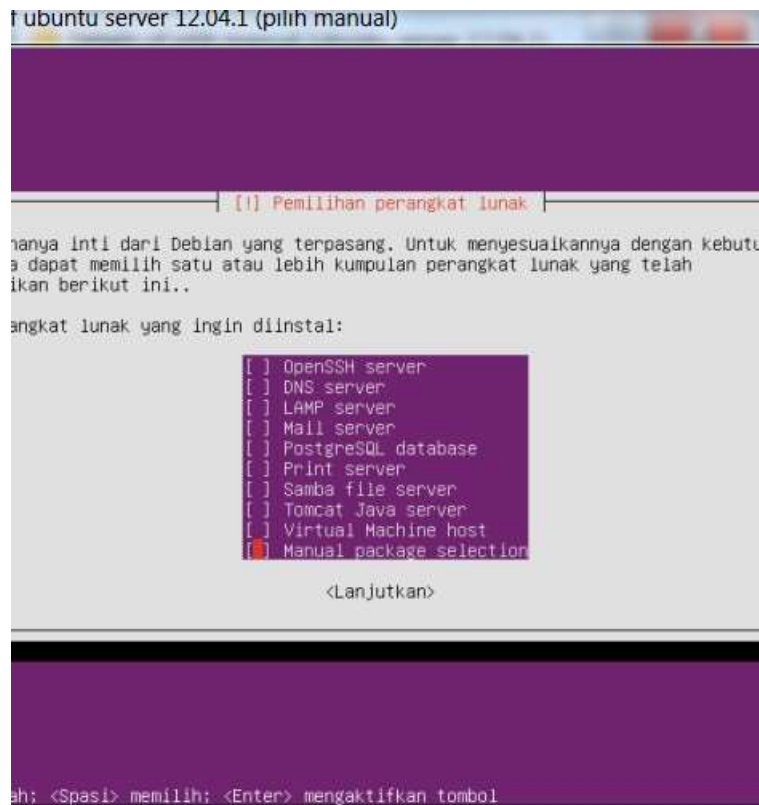 ubuntu server 12.04.1 (pilih manual)
[!] Pemilihan perangkat lunak
hanya inti dari Debian yang terpasang. Untuk menyesuaikannya dengan kebutu
a dapat memilih satu atau lebih kumpulan perangkat lunak yang telah
ikan berikut ini..
angkat lunak yang ingin diinstal:
[ ] OpenSSH server
[ ] DNS server
[ ] LAMP server
[ ] Mail server
[ ] PostgreSQL database
[ ] Print server
[ ] Samba file server
[ ] Tomcat Java server
[ ] Virtual Machine host
[ ] Manual package selection
<Lanjutkan>
ah; <Spasi> memilih; <Enter> mengaktifkan tombol